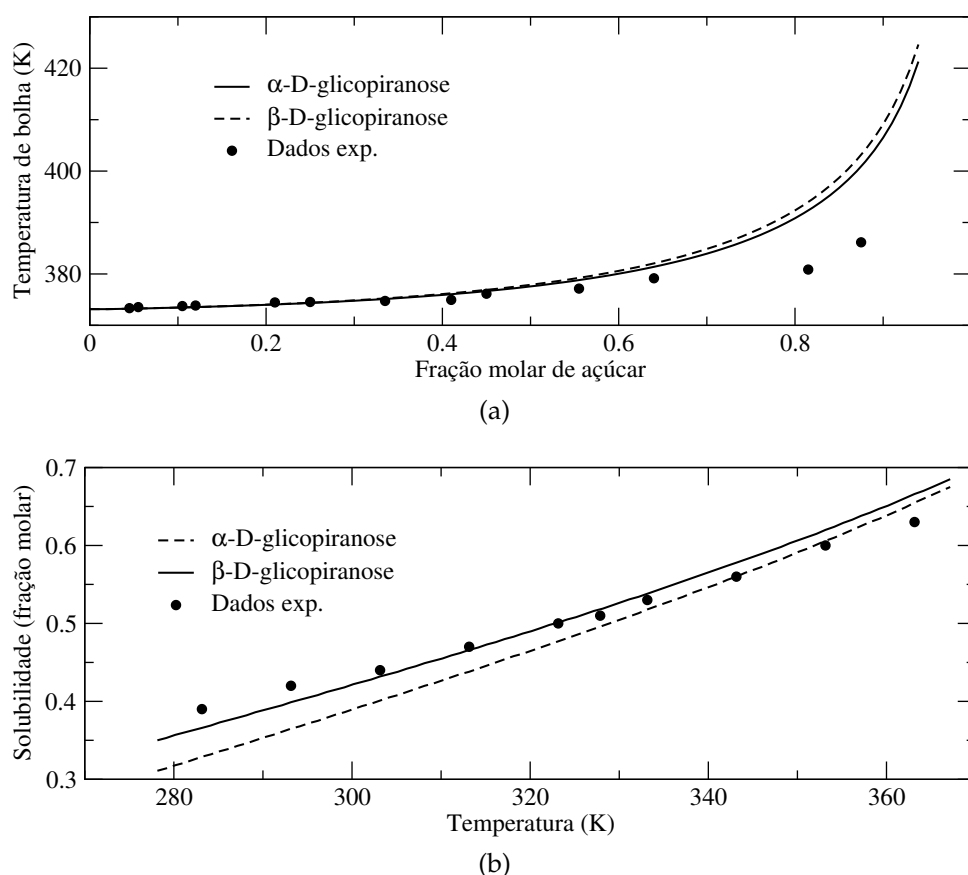 Temperatura de bolha (K)
420
400
380
α-D-glicopiranose
β-D-glicopiranose
Dados exp.
0
0.2
0.4
0.6
0.8
Fração molar de açúcar
(a)
Solubilidade (fração molar)
0.7
0.6
0.5
0.4
0.3
α-D-glicopiranose
β-D-glicopiranose
Dados exp.
280
300
320
340
360
Temperatura (K)
(b)